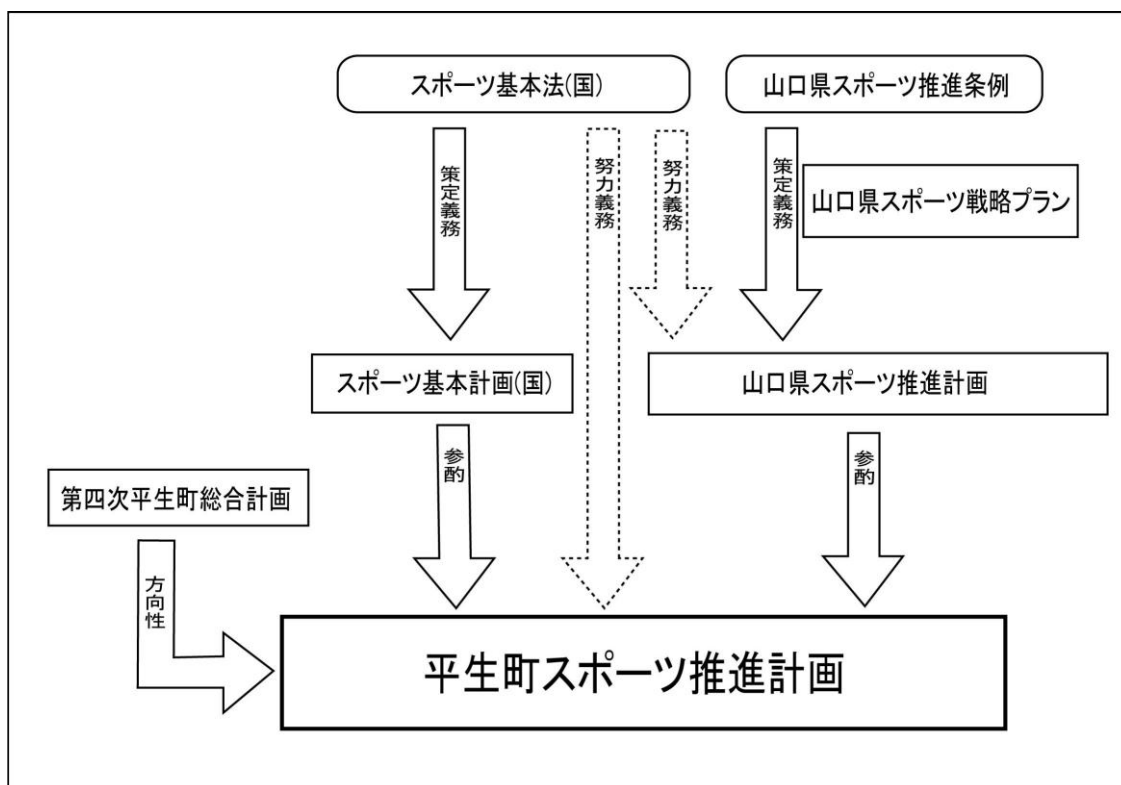 スポーツ基本法(国)
山口県スポーツ推進条例
策定義務
努力義務
努力義務
策定義務
山口県スポーツ戦略プラン
スポーツ基本計画(国)
山口県スポーツ推進計画
参酌
参酌
第四次平生町総合計画
方向性
平生町スポーツ推進計画